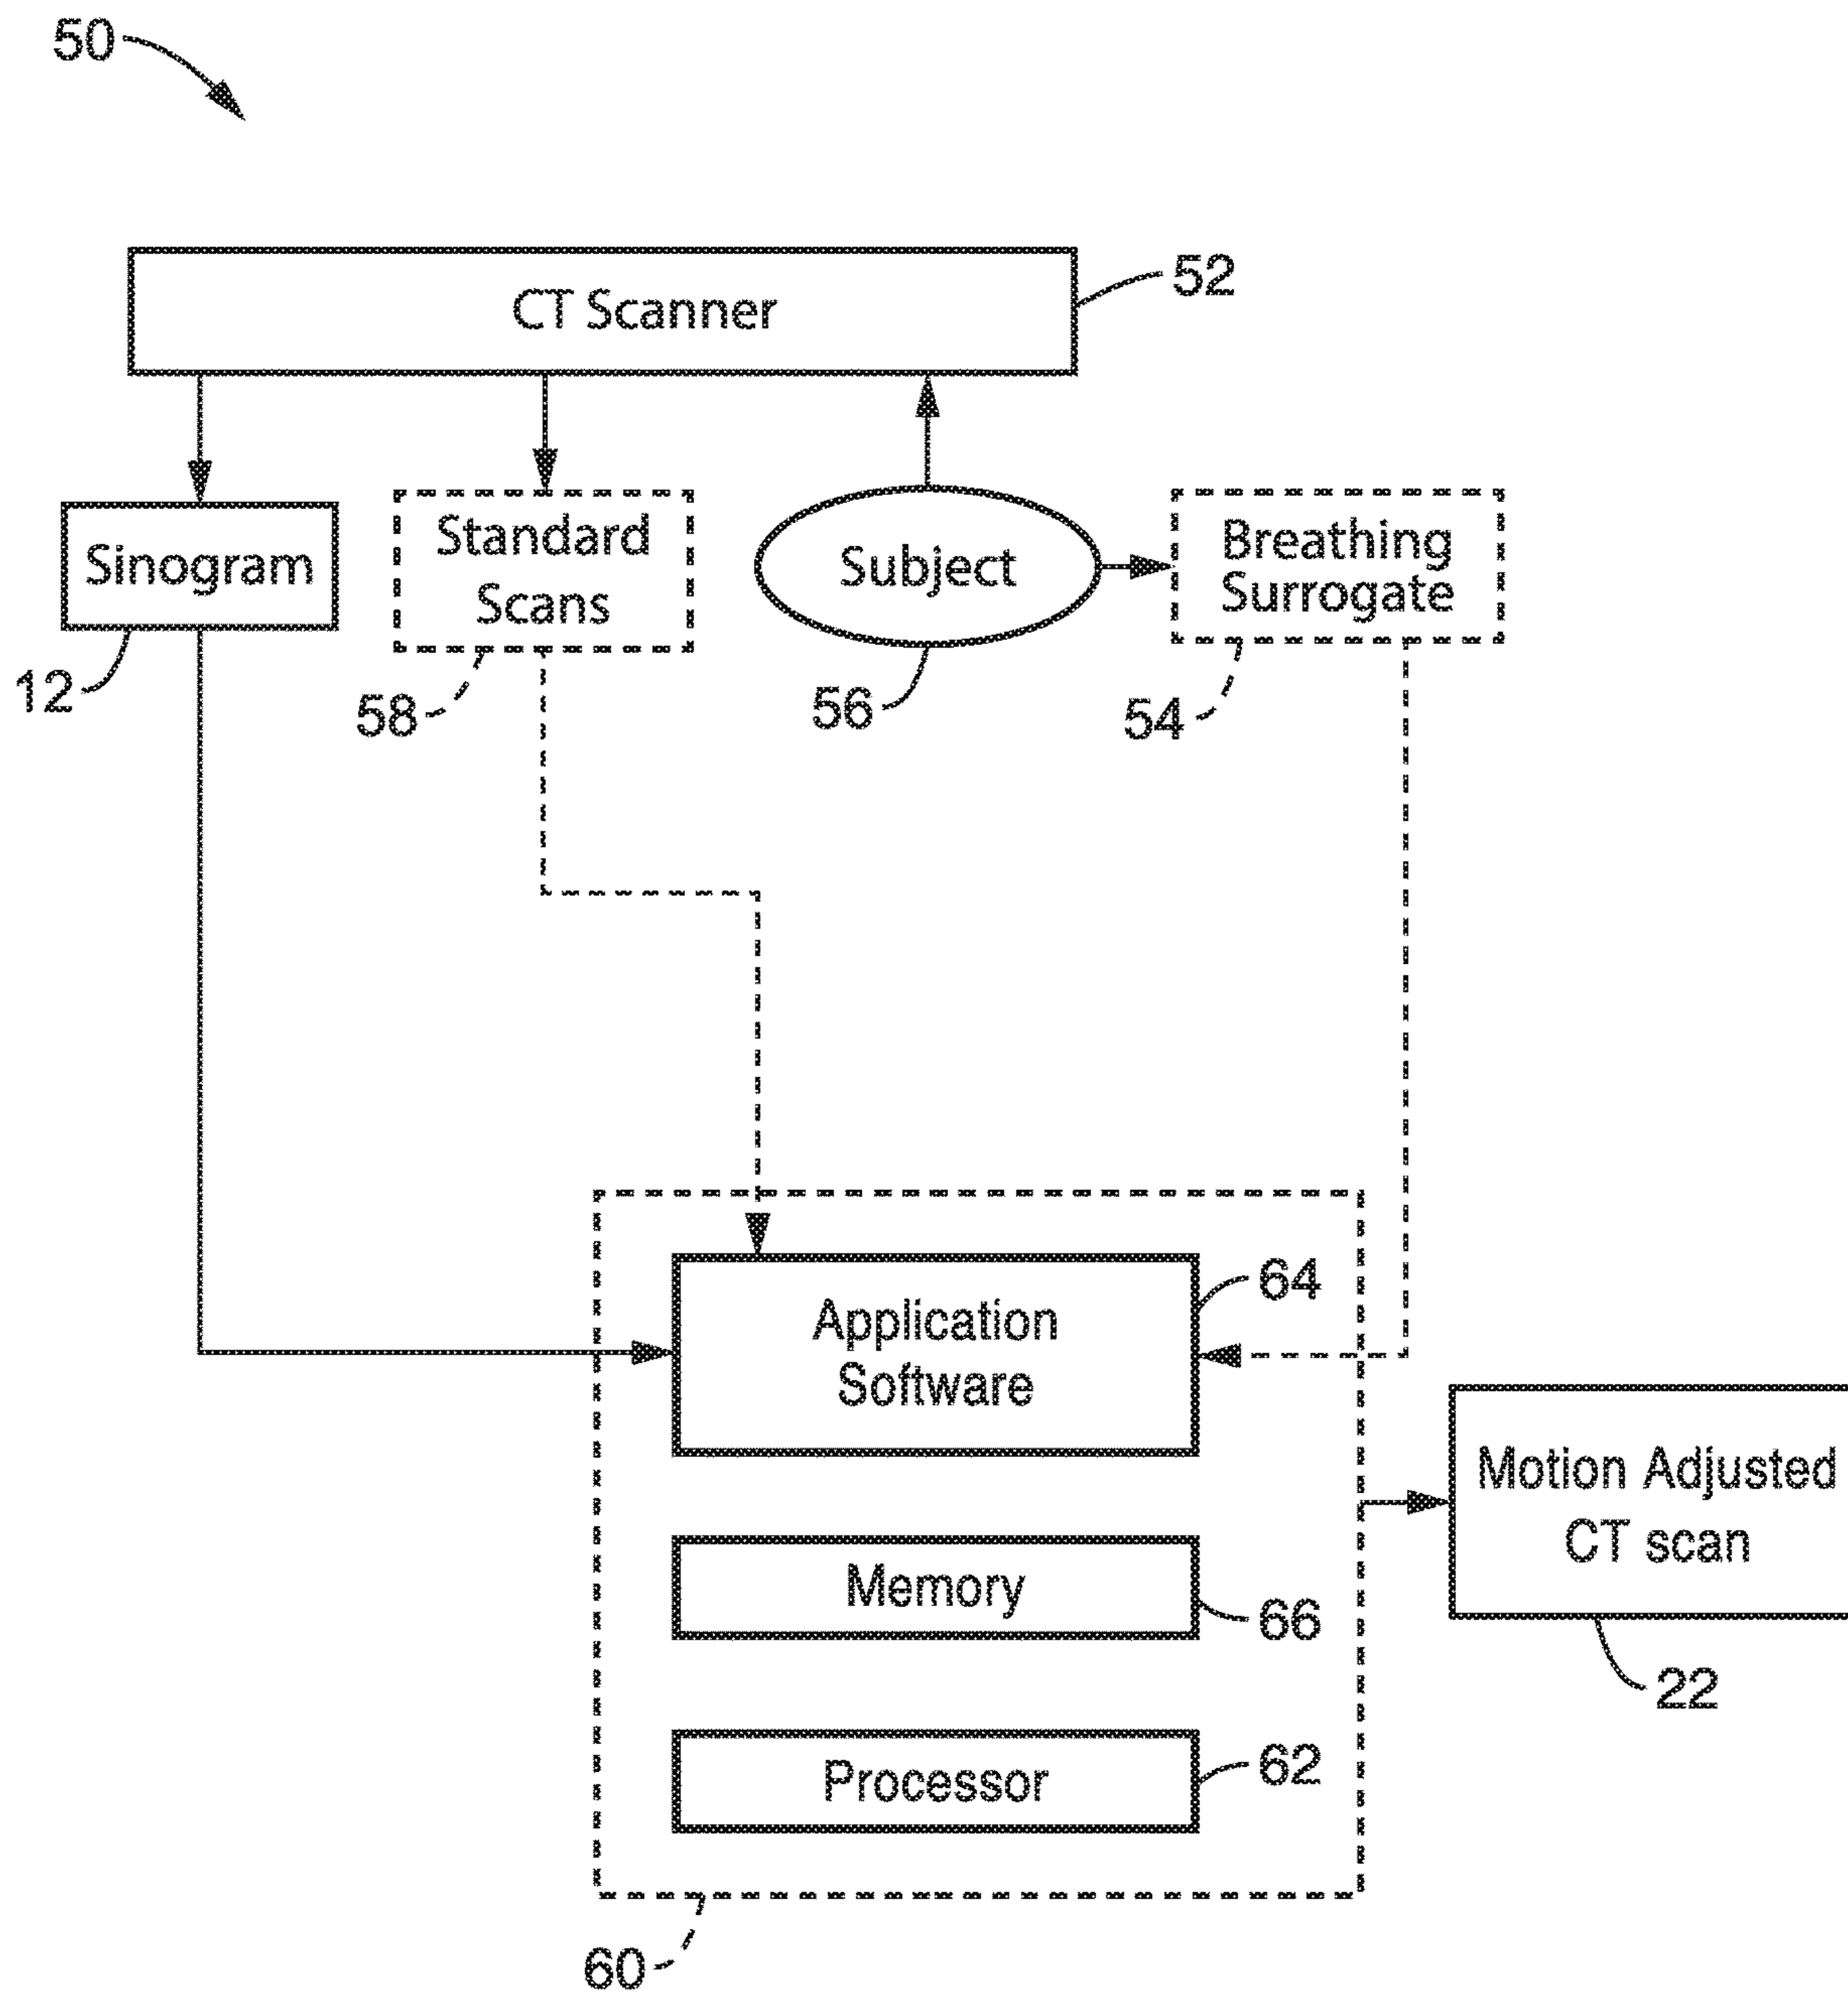 50
CT Scanner
52
Sinogram
12
Standard
Scans
58
Subject
56
Breathing
Surrogate
54
Application
Software
64
Memory
66
Processor
62
60
Motion Adjusted
CT scan
22